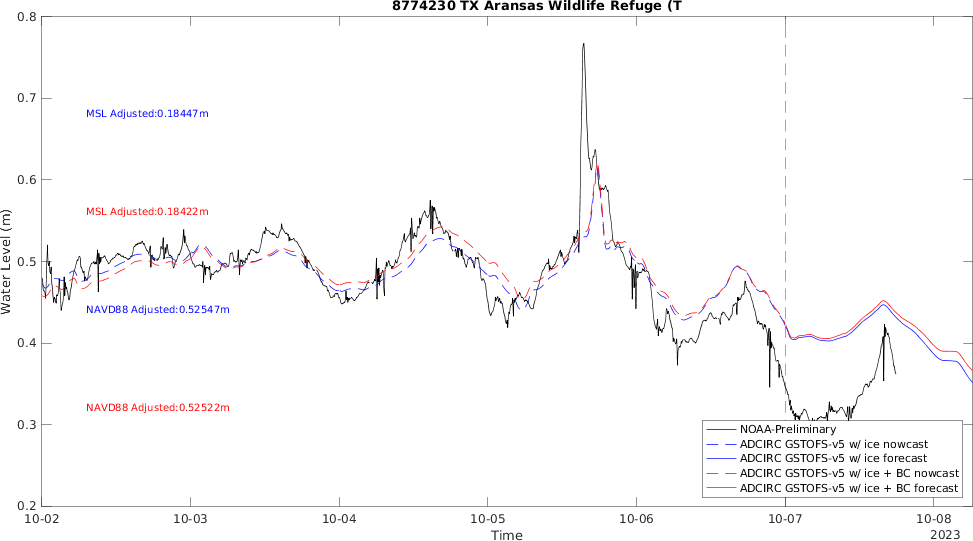 8774230 TX Aransas Wildlife Refuge (T
0.8
0.7
0.6
0.5
0.4
0.3
0.2
Water Level (m)
MSL Adjusted:0.18447m
MSL Adjusted:0.18422m
NAVD88 Adjusted:0.52547m
NAVD88 Adjusted:0.52522m
NOAA-Preliminary
ADCIRC GSTOFS-v5 w/ ice nowcast
ADCIRC GSTOFS-v5 w/ ice forecast
ADCIRC GSTOFS-v5 w/ ice + BC nowcast
ADCIRC GSTOFS-v5 w/ ice + BC forecast
10-02 10-03 10-04 10-05 10-06 10-07 10-08
Time
2023